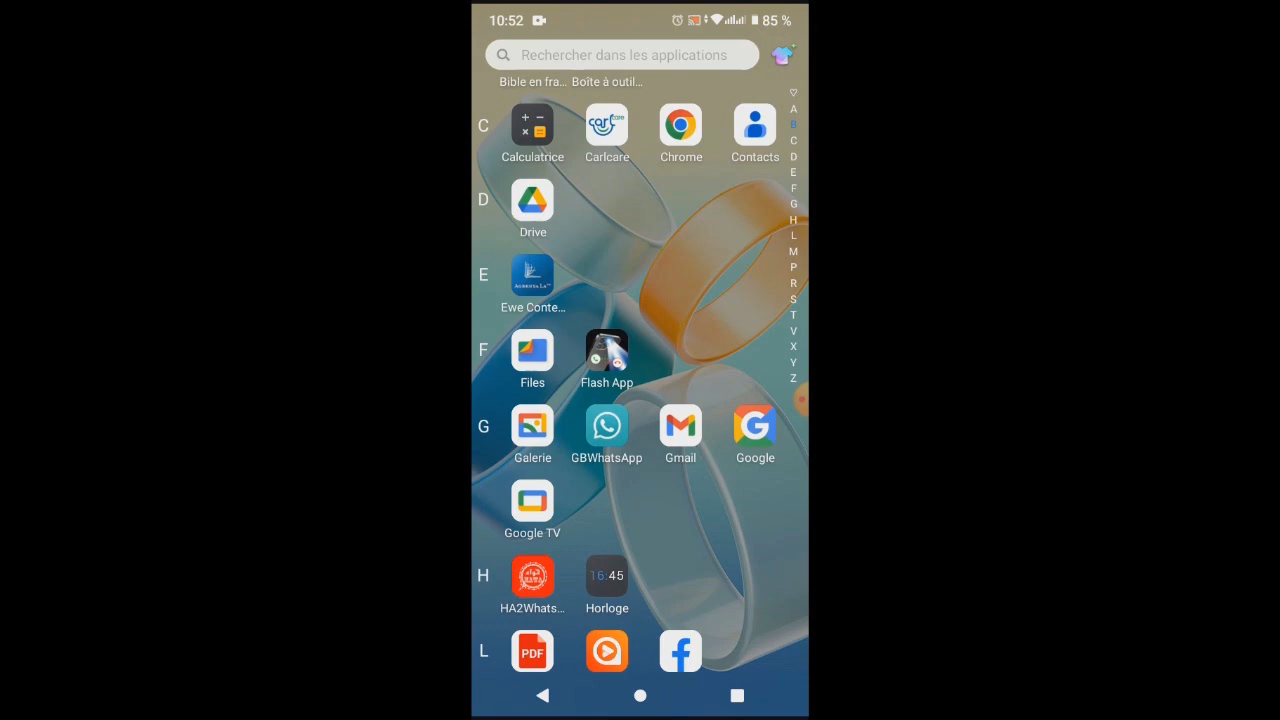 10:52
85 %
Rechercher dans les applications
Bible en fra... Boîte à outil...
A
B
C
D
E
F
G
H
L
M
P
R
S
T
V
X
Y
Z
C
Calculatrice Carlcare Chrome Contacts
D
Drive
E
Ewe Conte...
F
Files Flash App
G
Galerie GBWhatsApp Gmail Google
Google TV
H
16:45
HA2Whats... Horloge
L
PDF